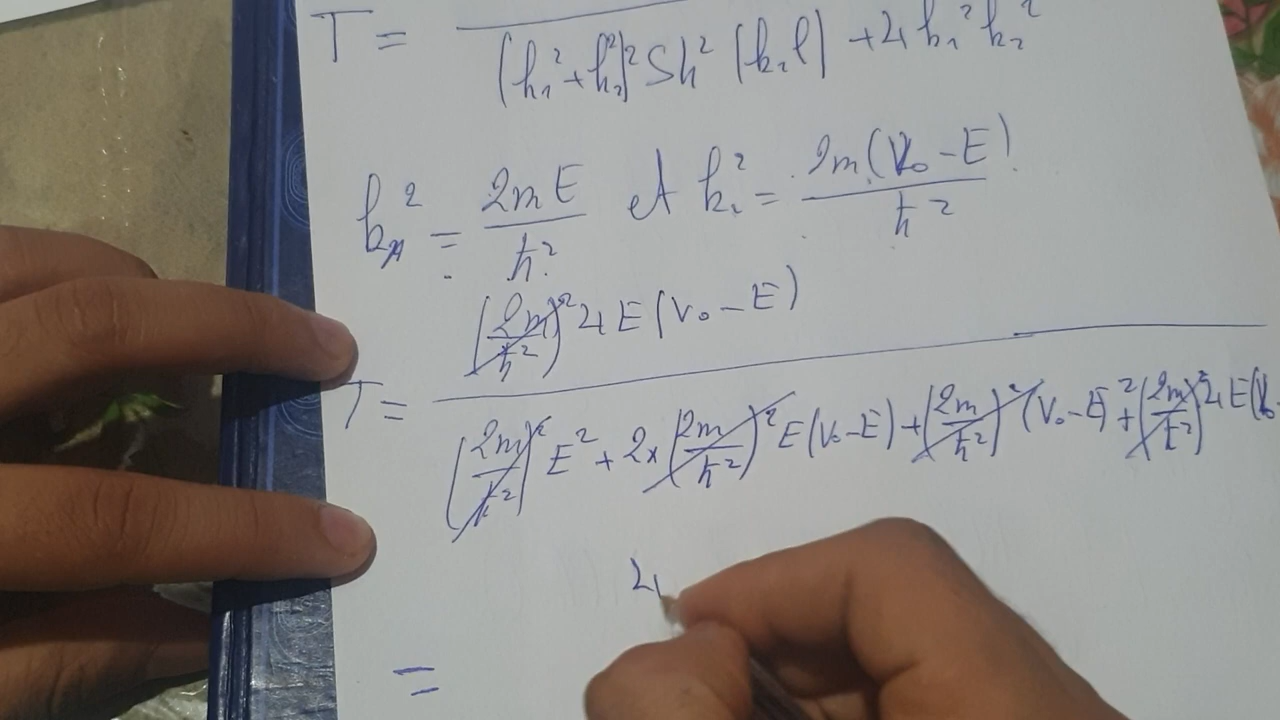 T = ──── / (k₁² + k₂²)² Sh² (k₂l) + 4 k₁² k₂²
k₁² = 2mE / ħ² et k₂² = 2m(V₀ - E) / ħ²
(2m/ħ²)² 4 E (V₀ - E)
T = ────
(2m/ħ²)² E² + 2 × (2m/ħ²)² E (V₀ - E) + (2m/ħ²)² (V₀ - E)² + (2m/ħ²)² 4 E (V₀ -
4
=